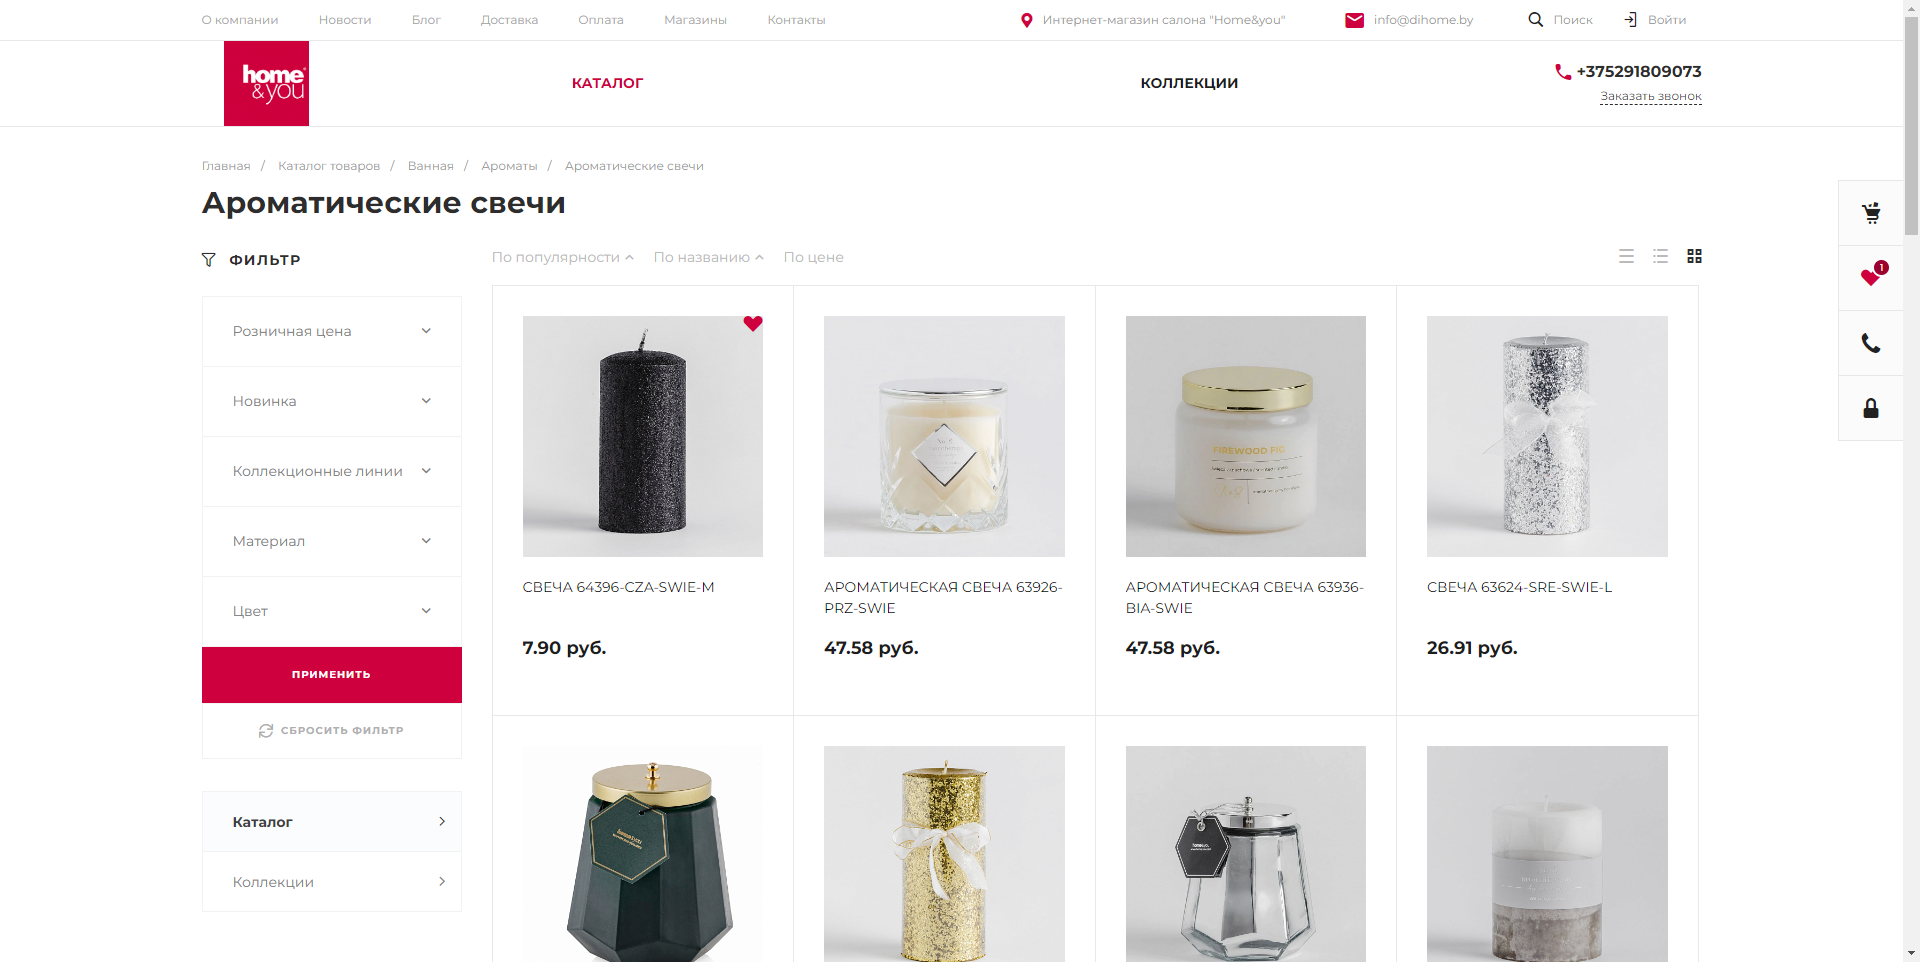 О компании Новости Блог Доставка Оплата Магазины Контакты Интернет-магазин салона "Home&you" info@dihome.by Поиск Войти
home &you
КАТАЛОГ КОЛЛЕКЦИИ
+375291809073
Заказать звонок
Главная / Каталог товаров / Ванная / Ароматы / Ароматические свечи
Ароматические свечи
ФИЛЬТР
По популярности По названию По цене
1
Розничная цена
Новинка
Коллекционные линии
Материал
Цвет
ПРИМЕНИТЬ
СБРОСИТЬ ФИЛЬТР
Каталог
Коллекции
FIREWOOD FIG
СВЕЧА 64396-CZA-SWIE-M
7.90 руб.
АРОМАТИЧЕСКАЯ СВЕЧА 63926-
PRZ-SWIE
47.58 руб.
АРОМАТИЧЕСКАЯ СВЕЧА 63936-
BIA-SWIE
47.58 руб.
СВЕЧА 63624-SRE-SWIE-L
26.91 руб.
home&you